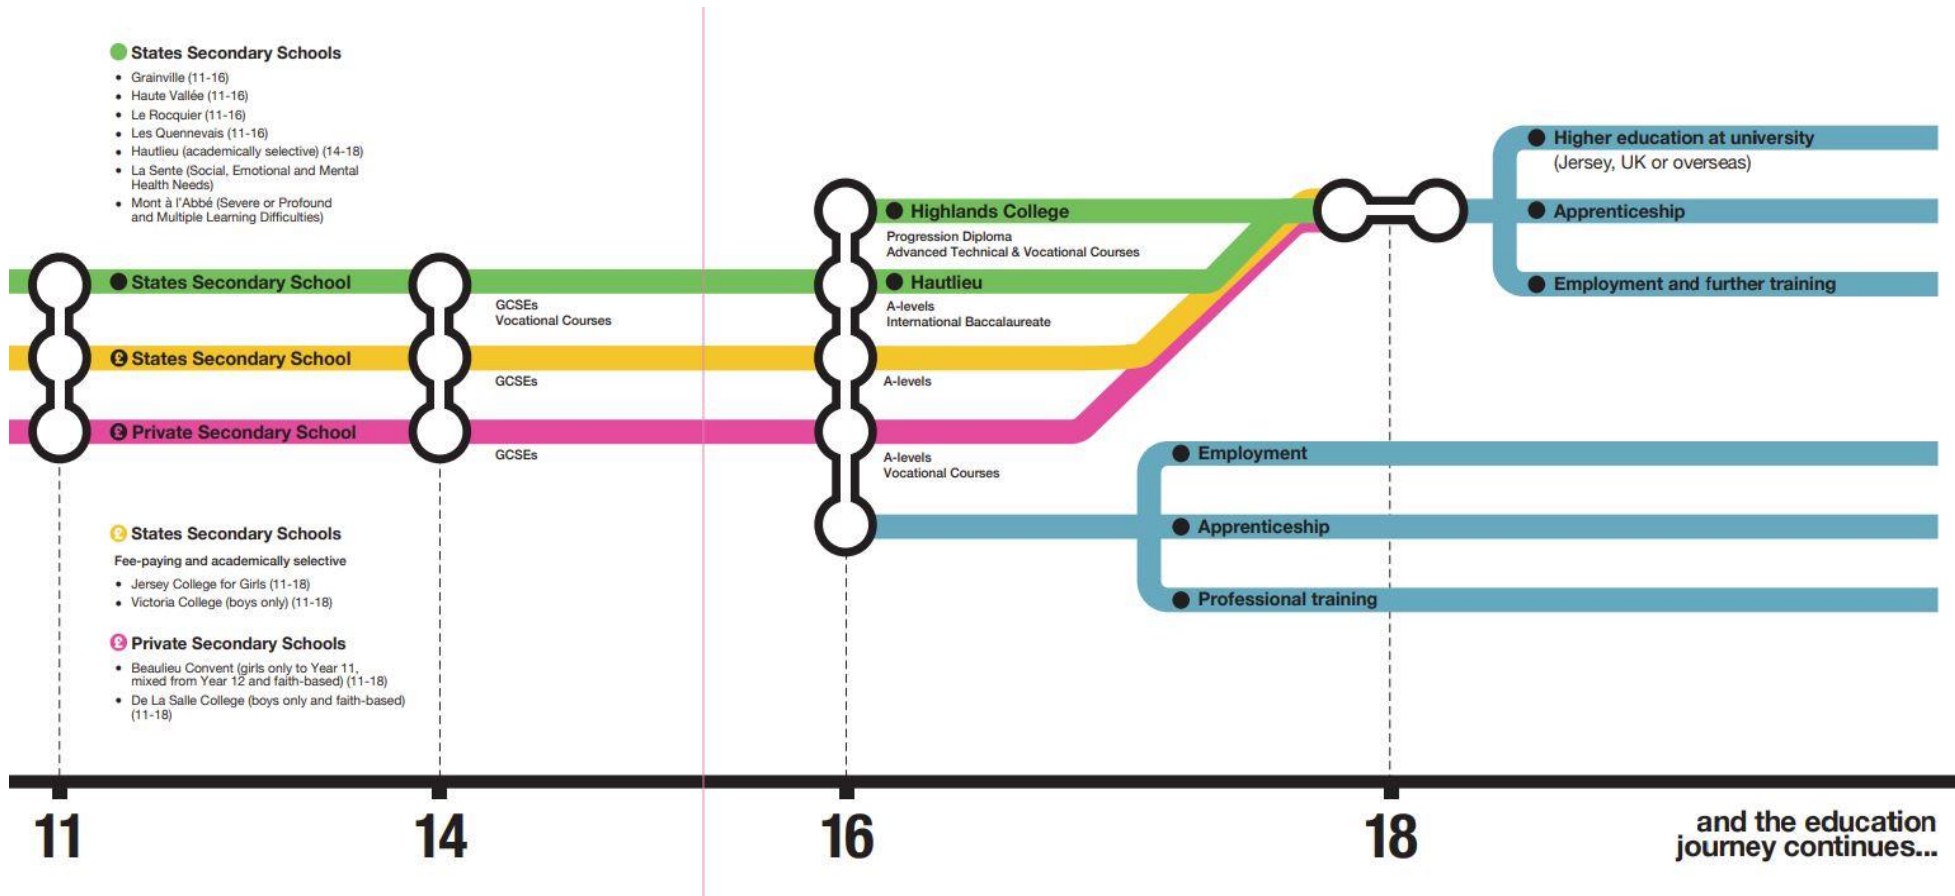 States Secondary Schools
• Grainville (11-16)
• Haute Vallée (11-16)
• Le Rocquier (11-16)
• Les Quennevais (11-16)
• Hautlieu (academically selective) (14-18)
• La Sente (Social, Emotional and Mental
Health Needs)
• Mont à l'Abbé (Severe or Profound
and Multiple Learning Difficulties)
States Secondary School
GCSEs
Vocational Courses
£ States Secondary School
GCSEs
£ Private Secondary School
GCSEs
Highlands College
Progression Diploma
Advanced Technical & Vocational Courses
Hautlieu
A-levels
International Baccalaureate
A-levels
A-levels
Vocational Courses
Higher education at university
(Jersey, UK or overseas)
Apprenticeship
Employment and further training
Employment
Apprenticeship
Professional training
£ States Secondary Schools
Fee-paying and academically selective
• Jersey College for Girls (11-18)
• Victoria College (boys only) (11-18)
£ Private Secondary Schools
• Beaulieu Convent (girls only to Year 11,
mixed from Year 12 and faith-based) (11-18)
• De La Salle College (boys only and faith-based)
(11-18)
11
14
16
18
and the education
journey continues...